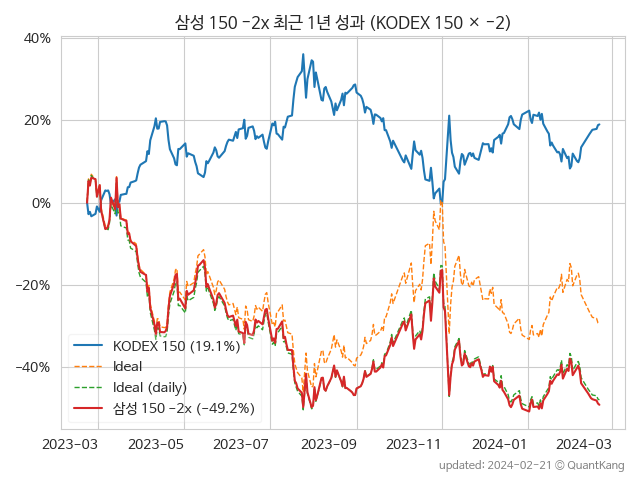 삼성 150 −2x 최근 1년 성과 (KODEX 150 × −2)
40%
20%
0%
−20%
−40%
KODEX 150 (19.1%)
Ideal
Ideal (daily)
삼성 150 −2x (−49.2%)
2023−03
2023−05
2023−07
2023−09
2023−11
2024−01
2024−03
updated: 2024−02−21 © QuantKang